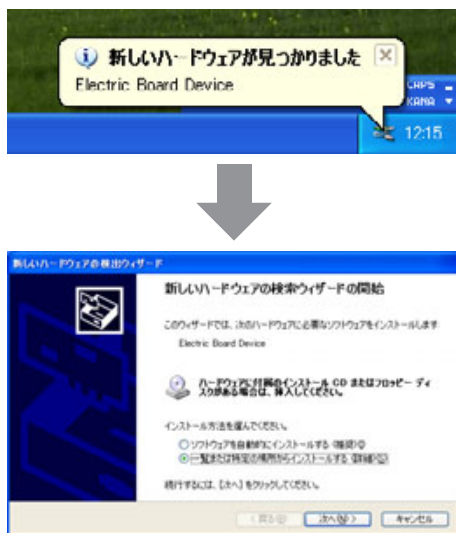 新しいハードウェアが見つかりました
Electric Board Device
CAPS
KANA
12:15
新しいハードウェアの検出ウィザード
新しいハードウェアの検索ウィザードの開始
このウィザードでは、次のハードウェアに必要なソフトウェアをインストールします
Electric Board Device
ハードウェアに付属のインストール CD またはフロッピー ディ
スクがある場合は、挿入してください。
インストール方法を選んでください。
ソフトウェアを自動的にインストールする (推奨)(I)
一覧または特定の場所からインストールする (詳細)(S)
続行するには、[次へ] をクリックしてください。
< 戻る(B)
次へ(N) >
キャンセル